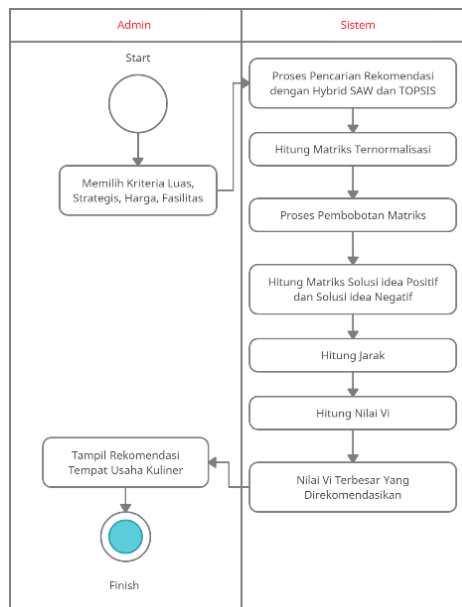 Admin
Sistem
Start
Memilih Kriteria Luas,
Strategis, Harga, Fasilitas
Proses Pencarian Rekomendasi
dengan Hybrid SAW dan TOPSIS
Hitung Matriks Ternormalisasi
Proses Pembobotan Matriks
Hitung Matriks Solusi idea Positif
dan Solusi idea Negatif
Hitung Jarak
Hitung Nilai Vi
Nilai Vi Terbesar Yang
Direkomendasikan
Tampil Rekomendasi
Tempat Usaha Kuliner
Finish